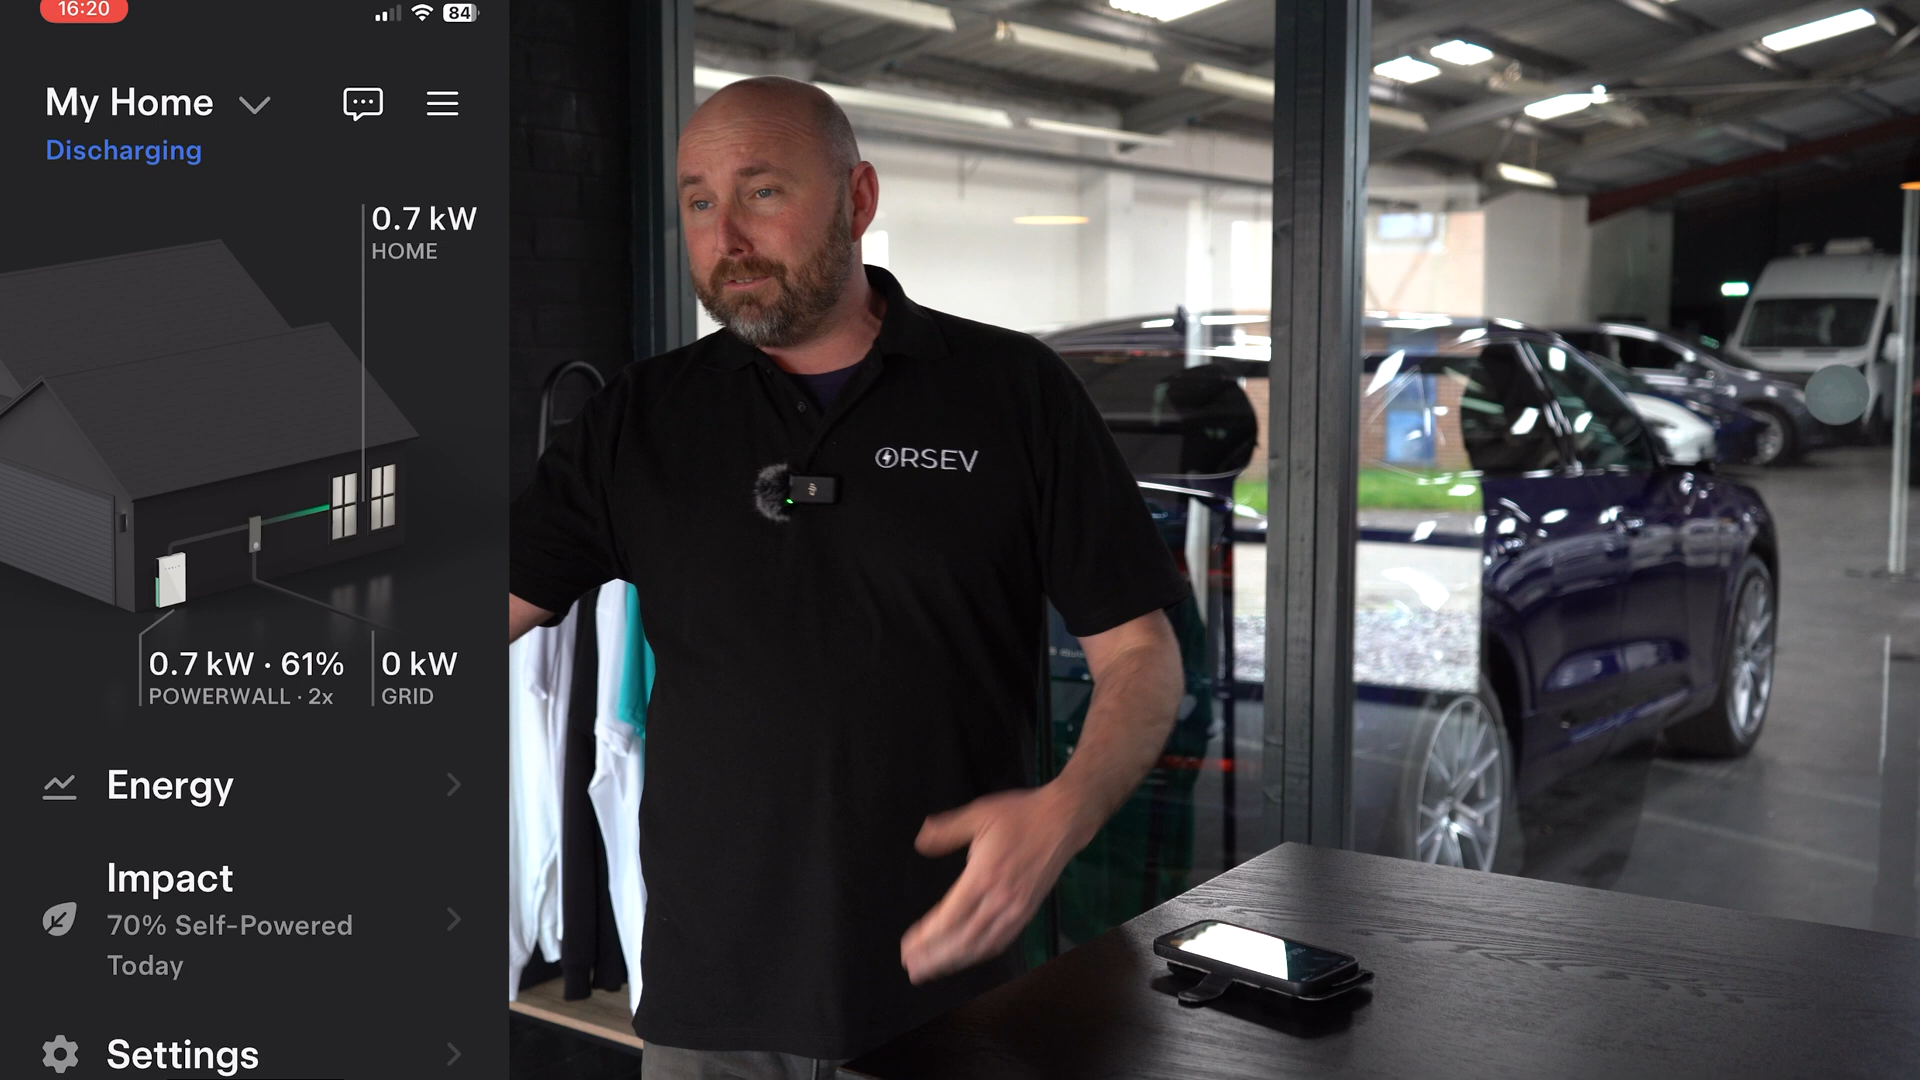 16:20
84
My Home
Discharging
0.7 kW
HOME
0.7 kW · 61%
POWERWALL · 2x
0 kW
GRID
Energy
Impact
70% Self-Powered
Today
Settings
ORSEV